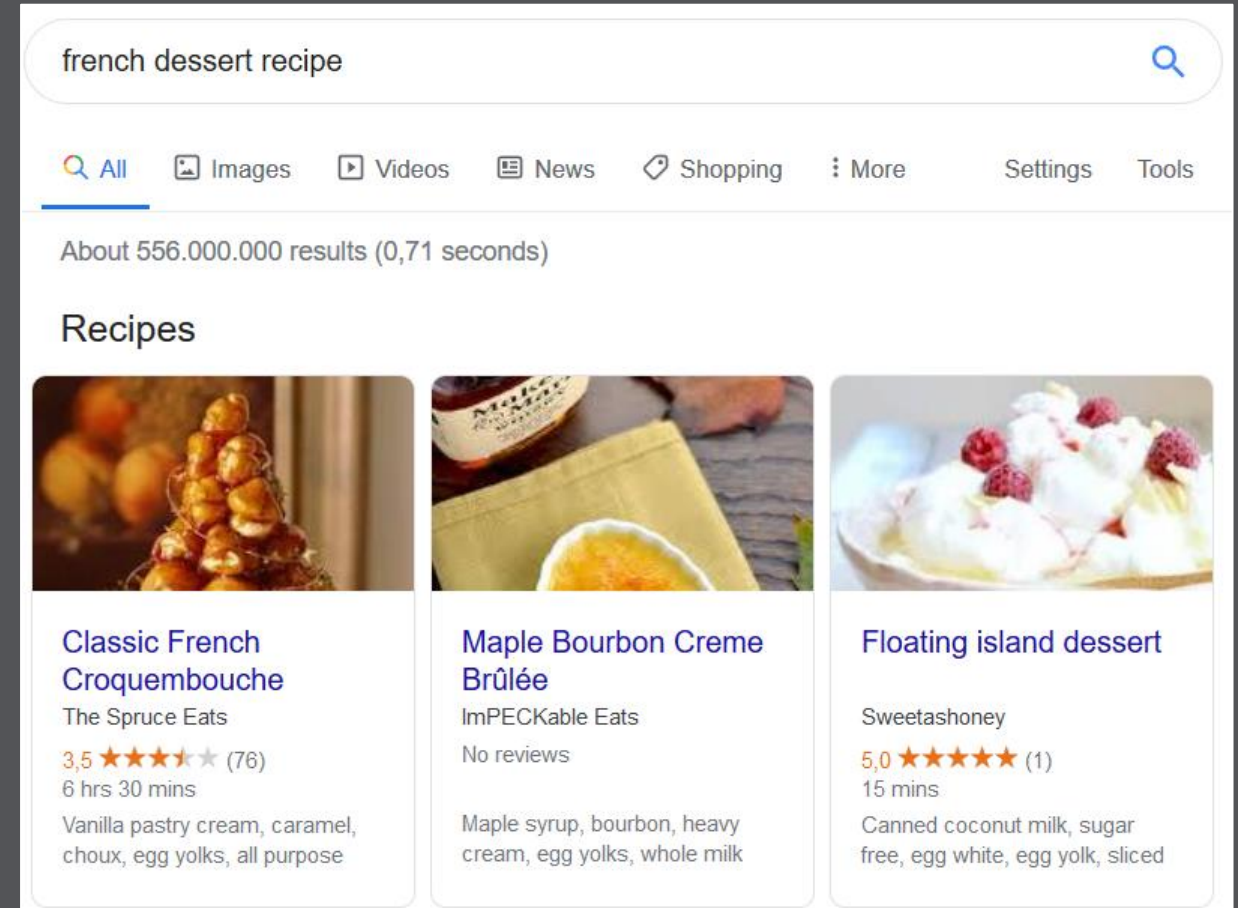 french dessert recipe
All Images Videos News Shopping More Settings Tools
About 556.000.000 results (0,71 seconds)
Recipes
Make
Classic French
Croquembouche
The Spruce Eats
3,5 (76)
6 hrs 30 mins
Vanilla pastry cream, caramel,
choux, egg yolks, all purpose
Maple Bourbon Creme
Brûlée
ImPECKable Eats
No reviews
Maple syrup, bourbon, heavy
cream, egg yolks, whole milk
Floating island dessert
Sweetashoney
5,0 (1)
15 mins
Canned coconut milk, sugar
free, egg white, egg yolk, sliced